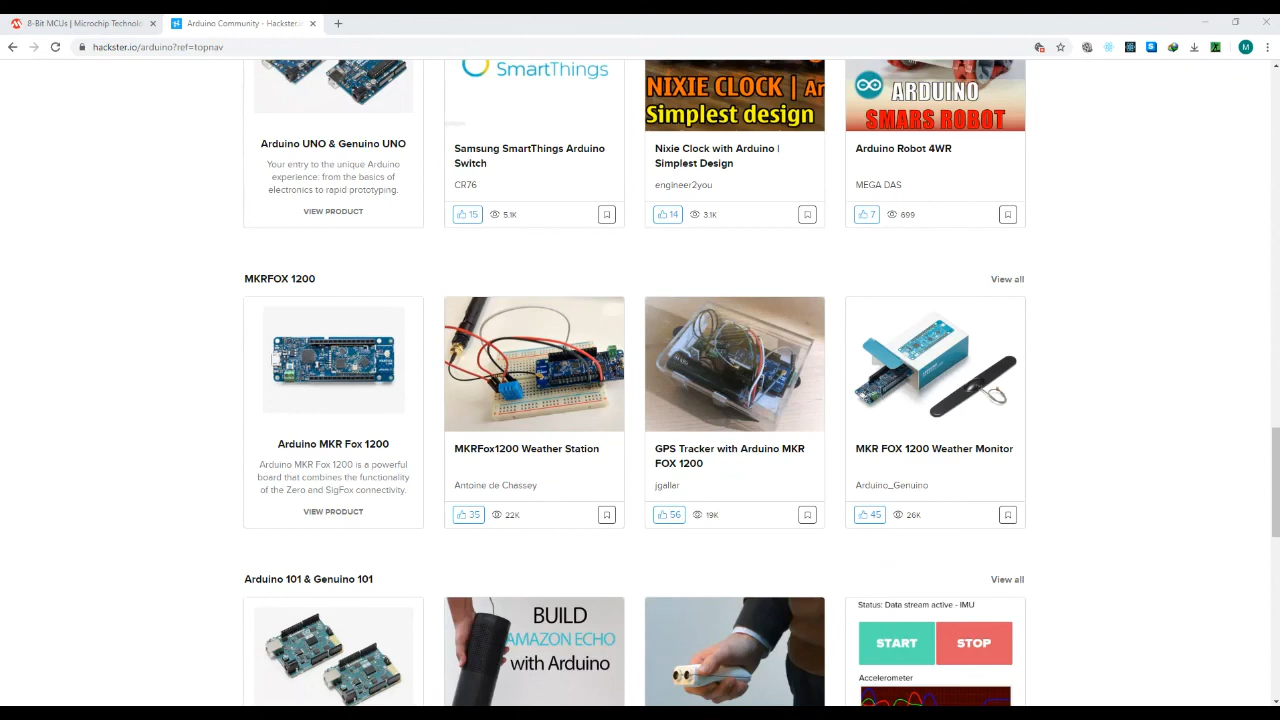 8-Bit MCUs | Microchip Technolo
Arduino Community - Hackster.io
hackster.io/arduino?ref=topnav
M
SmartThings
NIXIE CLOCK | Ar
Simplest design
ARDUINO
SMARS ROBOT
Arduino UNO & Genuino UNO
Your entry to the unique Arduino
experience: from the basics of
electronics to rapid prototyping.
VIEW PRODUCT
Samsung SmartThings Arduino
Switch
CR76
15 5.1K
Nixie Clock with Arduino |
Simplest Design
engineer2you
14 3.1K
Arduino Robot 4WR
MEGA DAS
7 699
MKRFOX 1200
View all
Arduino MKR Fox 1200
Arduino MKR Fox 1200 is a powerful
board that combines the functionality
of the Zero and SigFox connectivity.
VIEW PRODUCT
MKRFox1200 Weather Station
Antoine de Chassey
35 22K
GPS Tracker with Arduino MKR
FOX 1200
jgallar
56 19K
MKR FOX 1200 Weather Monitor
Arduino_Genuino
45 26K
Arduino 101 & Genuino 101
View all
BUILD
AMAZON ECHO
with Arduino
Status: Data stream active - IMU
START STOP
Accelerometer